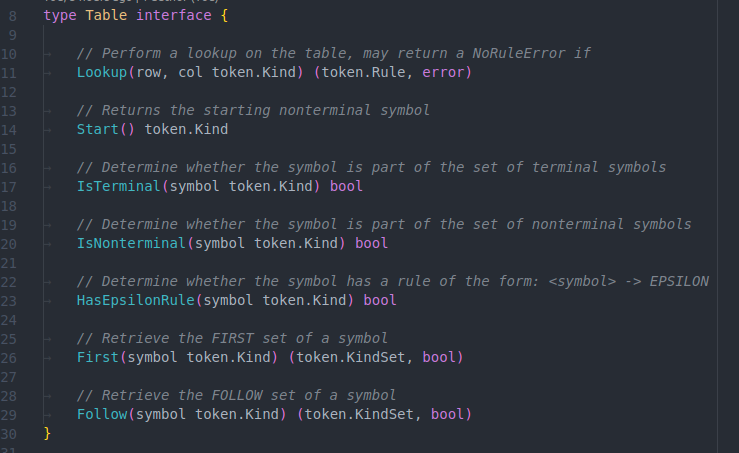 8 type Table interface {
9
10 // Perform a lookup on the table, may return a NoRuleError if
11 Lookup(row, col token.Kind) (token.Rule, error)
12
13 // Returns the starting nonterminal symbol
14 Start() token.Kind
15
16 // Determine whether the symbol is part of the set of terminal symbols
17 IsTerminal(symbol token.Kind) bool
18
19 // Determine whether the symbol is part of the set of nonterminal symbols
20 IsNonterminal(symbol token.Kind) bool
21
22 // Determine whether the symbol has a rule of the form: <symbol> -> EPSILON
23 HasEpsilonRule(symbol token.Kind) bool
24
25 // Retrieve the FIRST set of a symbol
26 First(symbol token.Kind) (token.KindSet, bool)
27
28 // Retrieve the FOLLOW set of a symbol
29 Follow(symbol token.Kind) (token.KindSet, bool)
30 }